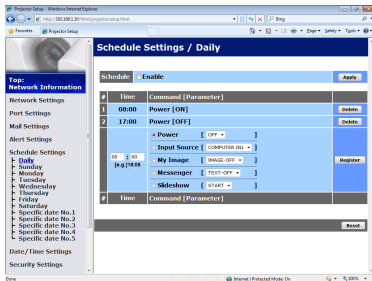 Projector Setup - Windows Internet Explorer
http://192.168.1.10/html/projectorsetup.html
Bing
Favorites
Projector Setup
Page
Safety
Tools
Schedule Settings / Daily
Top:
Network Information
Network Settings
Port Settings
Mail Settings
Alert Settings
Schedule Settings
Daily
Sunday
Monday
Tuesday
Wednesday
Thursday
Friday
Saturday
Specific date No.1
Specific date No.2
Specific date No.3
Specific date No.4
Specific date No.5
Date/Time Settings
Security Settings
Schedule Enable Apply
# Time Command [Parameter]
1 08:00 Power [ON] Delete
2 17:00 Power [OFF] Delete
Power [ OFF ]
Input Source [ COMPUTER IN1 ]
00 : 00 My Image [ IMAGE-OFF ] Register
[e.g.]18:00
Messenger [ TEXT-OFF ]
Slideshow [ START ]
# Time Command [Parameter]
Reset
Done
Internet | Protected Mode: On
100%